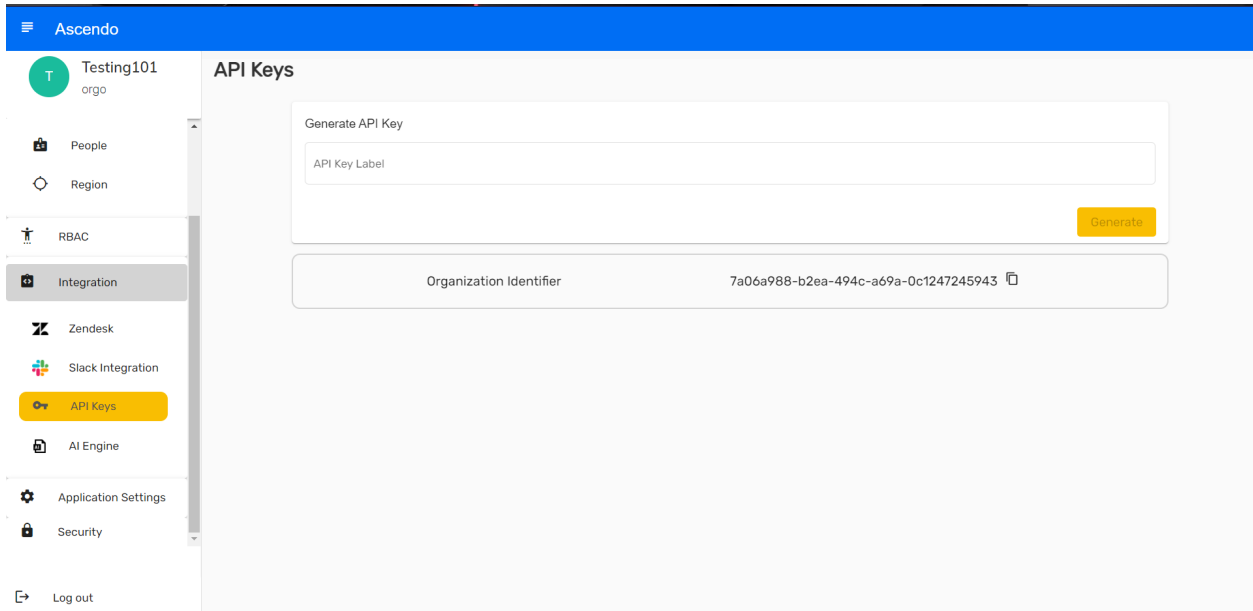 Ascendo
T
Testing101
orgo
People
Region
RBAC
Integration
Zendesk
Slack Integration
API Keys
AI Engine
Application Settings
Security
Log out
API Keys
Generate API Key
API Key Label
Generate
Organization Identifier 7a06a988-b2ea-494c-a69a-0c1247245943